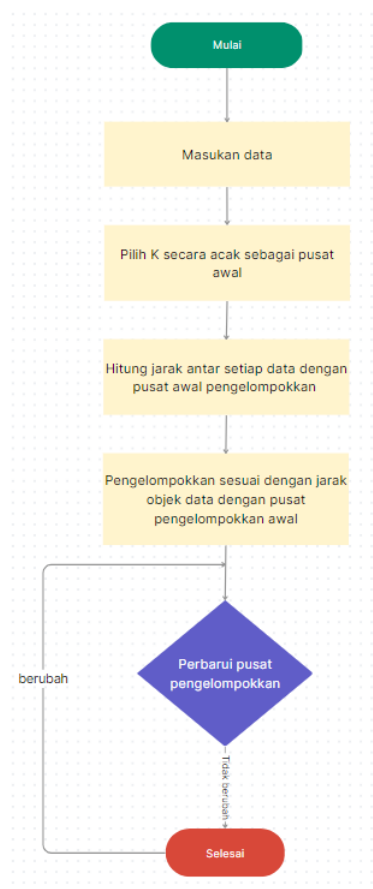 Mulai
Masukan data
Pilih K secara acak sebagai pusat
awal
Hitung jarak antar setiap data dengan
pusat awal pengelompokkan
Pengelompokkan sesuai dengan jarak
objek data dengan pusat
pengelompokkan awal
Perbarui pusat
pengelompokkan
berubah
Tidak berubah
Selesai